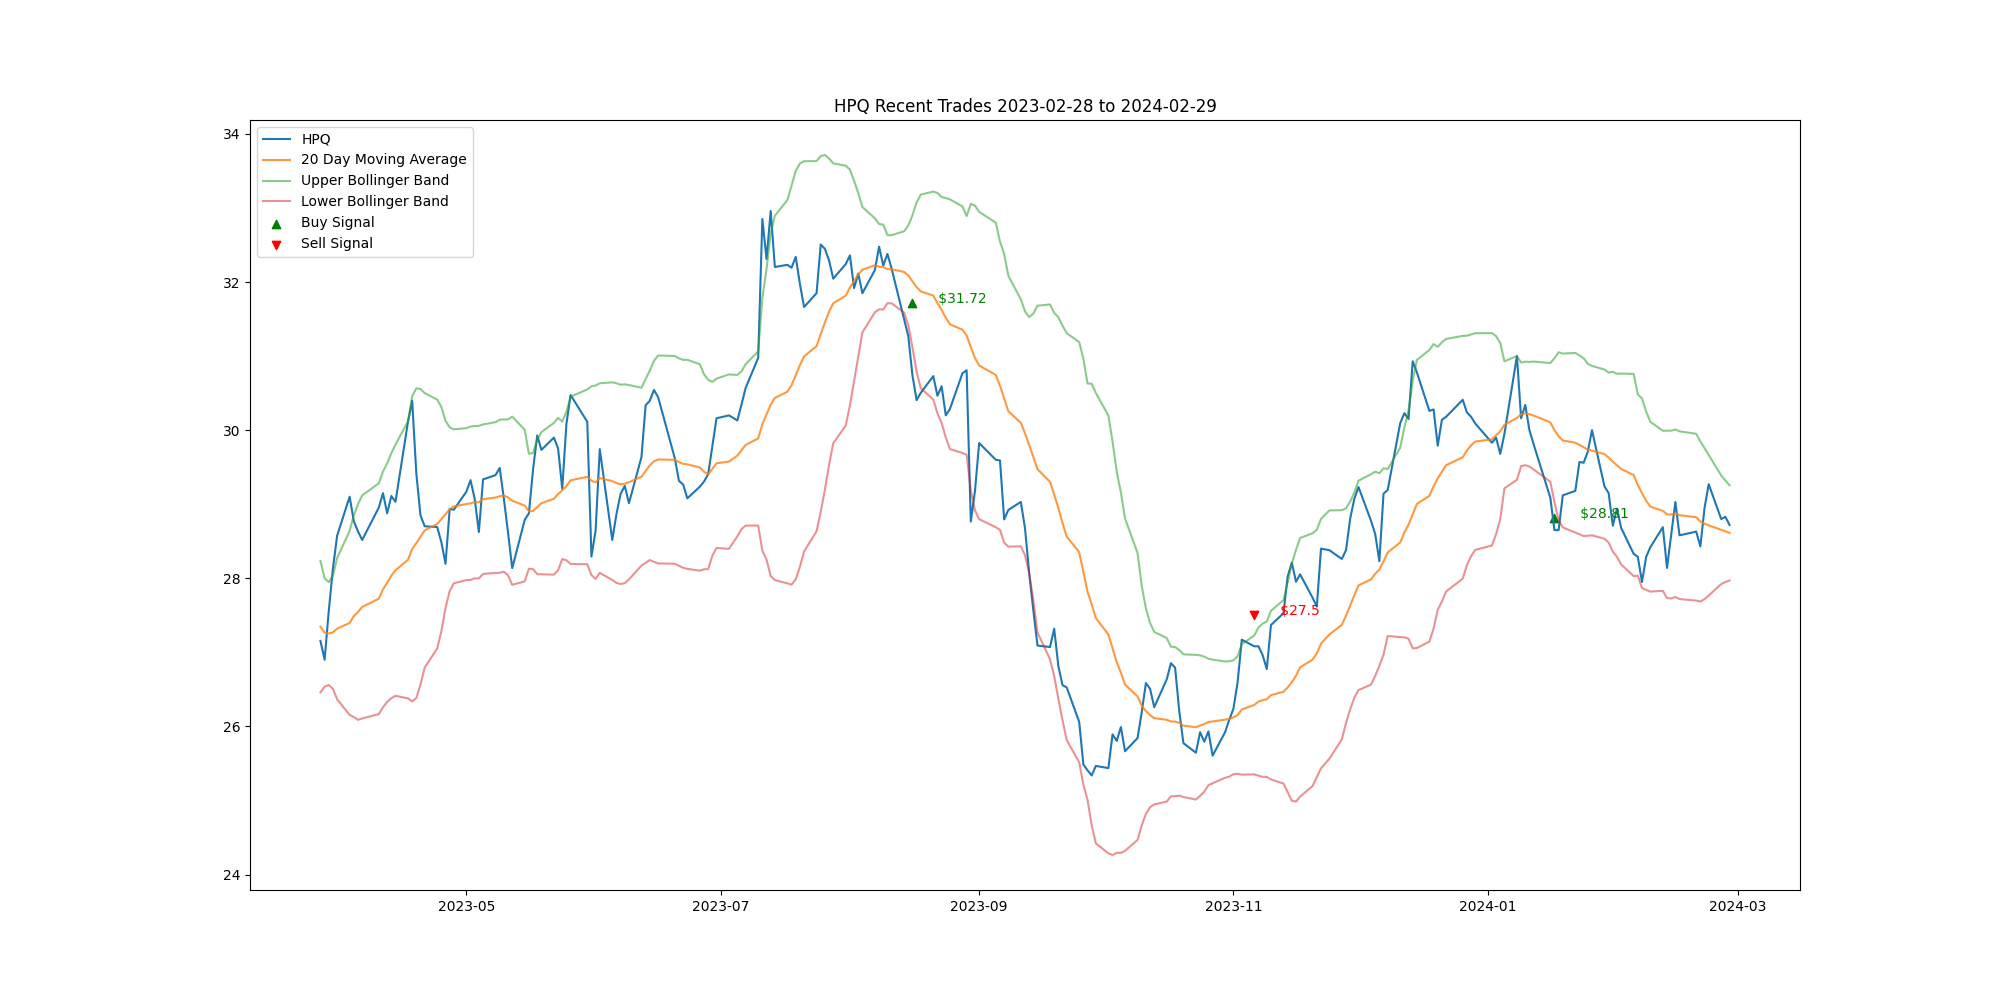 HPQ Recent Trades 2023-02-28 to 2024-02-29
34
32
30
28
26
24
HPQ
20 Day Moving Average
Upper Bollinger Band
Lower Bollinger Band
Buy Signal
Sell Signal
$31.72
$28.81
$27.5
2023-05
2023-07
2023-09
2023-11
2024-01
2024-03